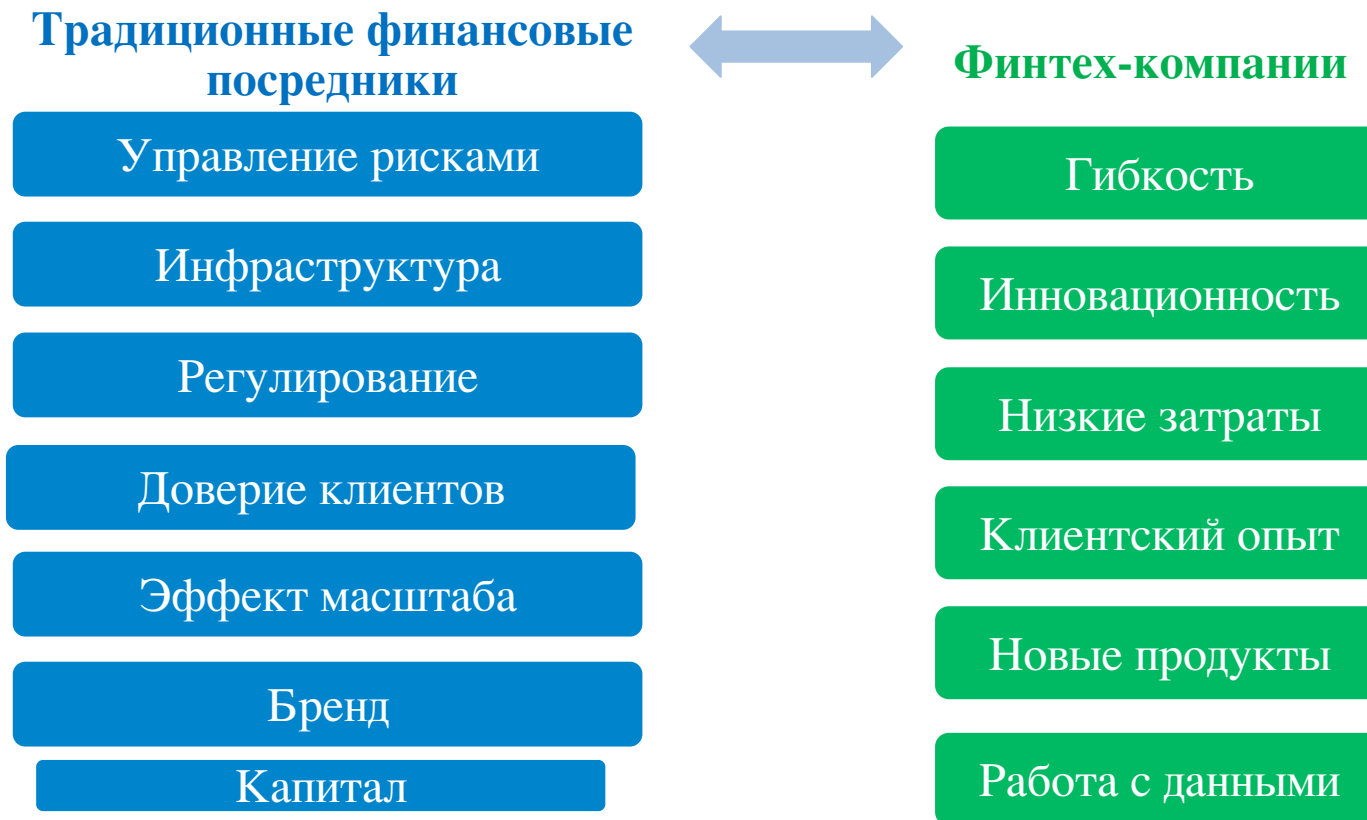 Традиционные финансовые
посредники
Управление рисками
Инфраструктура
Регулирование
Доверие клиентов
Эффект масштаба
Бренд
Капитал
Финтех-компании
Гибкость
Инновационность
Низкие затраты
Клиентский опыт
Новые продукты
Работа с данными